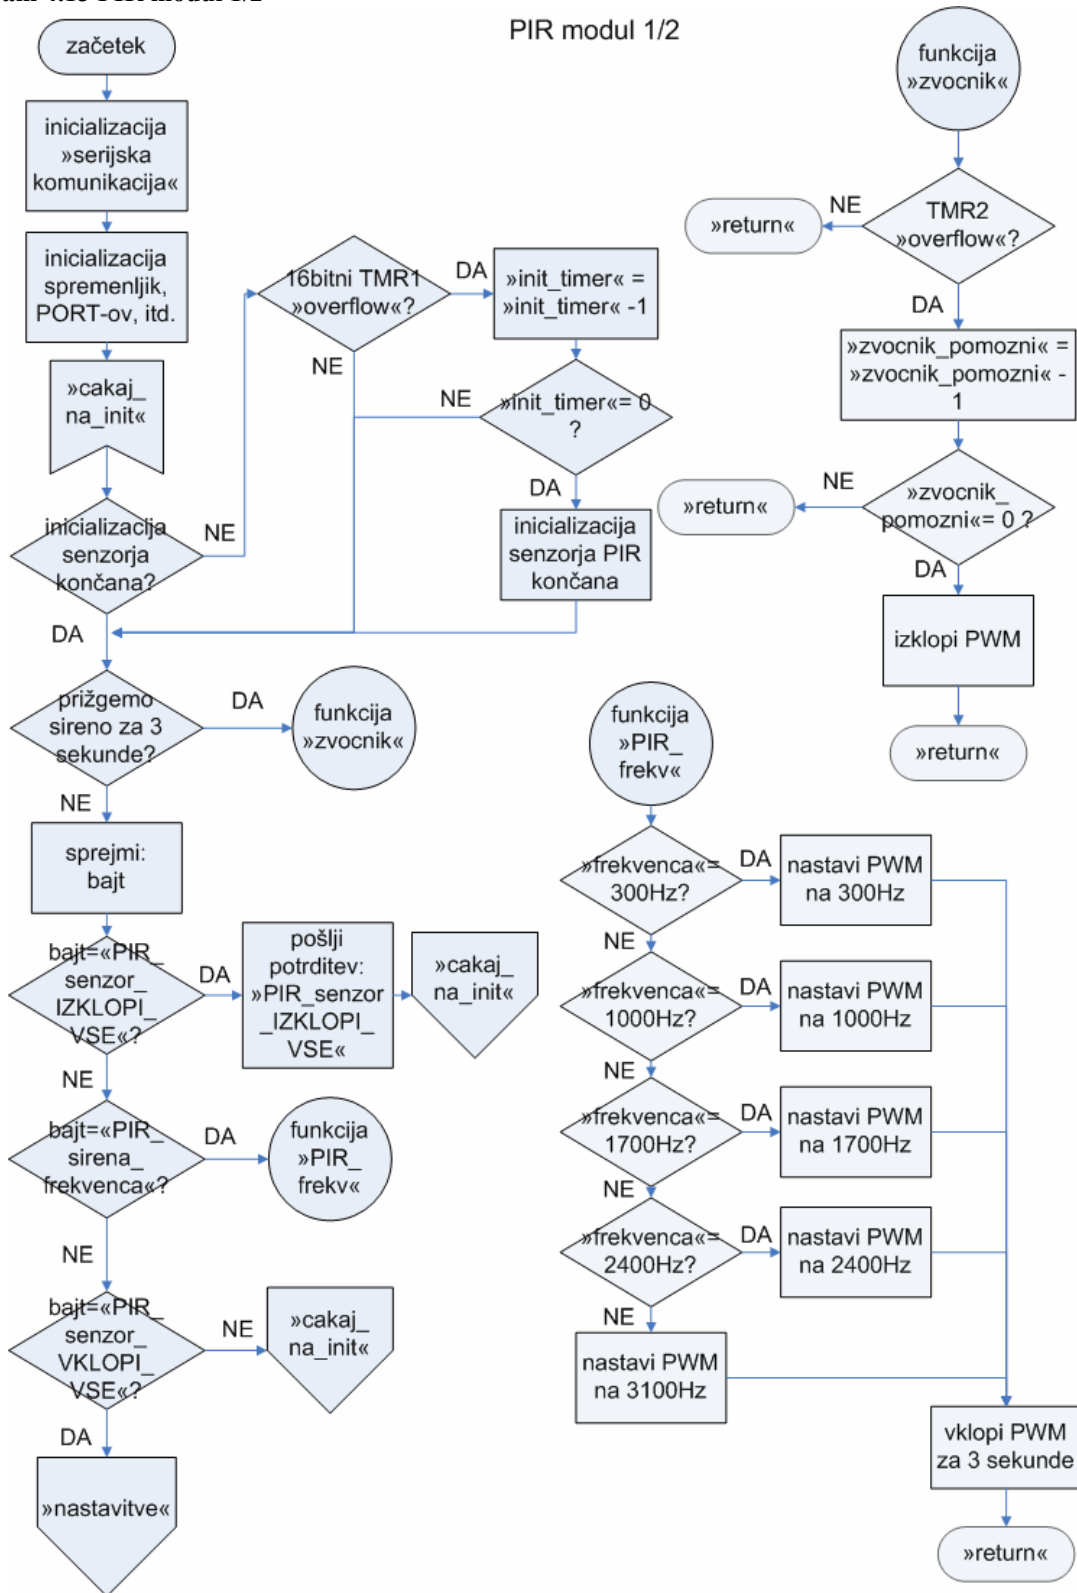 PIR modul 1/2
začetek
inicializacija
»serijska
komunikacija«
inicializacija
spremenljik,
PORT-ov, itd.
»cakaj_
na_init«
inicializacija
senzorja
končana?
NE
DA
16bitni TMR1
»overflow«?
DA
NE
»init_timer« =
»init_timer« -1
»init_timer«= 0
?
NE
DA
inicializacija
senzorja PIR
končana
prižgemo
sireno za 3
sekunde?
DA
NE
funkcija
»zvocnik«
sprejmi:
bajt
bajt=«PIR_
senzor_
IZKLOPI_
VSE«?
DA
NE
pošlji
potrditev:
»PIR_senzor
_IZKLOPI_
VSE«
»cakaj_
na_init«
bajt=«PIR_
sirena_
frekvenca«?
DA
NE
funkcija
»PIR_
frekv«
bajt=«PIR_
senzor_
VKLOPI_
VSE«?
NE
DA
»cakaj_
na_init«
»nastavitve«
funkcija
»zvocnik«
TMR2
»overflow«?
NE
»return«
DA
»zvocnik_pomozni« =
»zvocnik_pomozni« -
1
»zvocnik_
pomozni«= 0 ?
NE
»return«
DA
izklopi PWM
»return«
funkcija
»PIR_
frekv«
»frekvenca«=
300Hz?
DA
nastavi PWM
na 300Hz
NE
»frekvenca«=
1000Hz?
DA
nastavi PWM
na 1000Hz
NE
»frekvenca«=
1700Hz?
DA
nastavi PWM
na 1700Hz
NE
»frekvenca«=
2400Hz?
DA
nastavi PWM
na 2400Hz
NE
nastavi PWM
na 3100Hz
vklopi PWM
za 3 sekunde
»return«